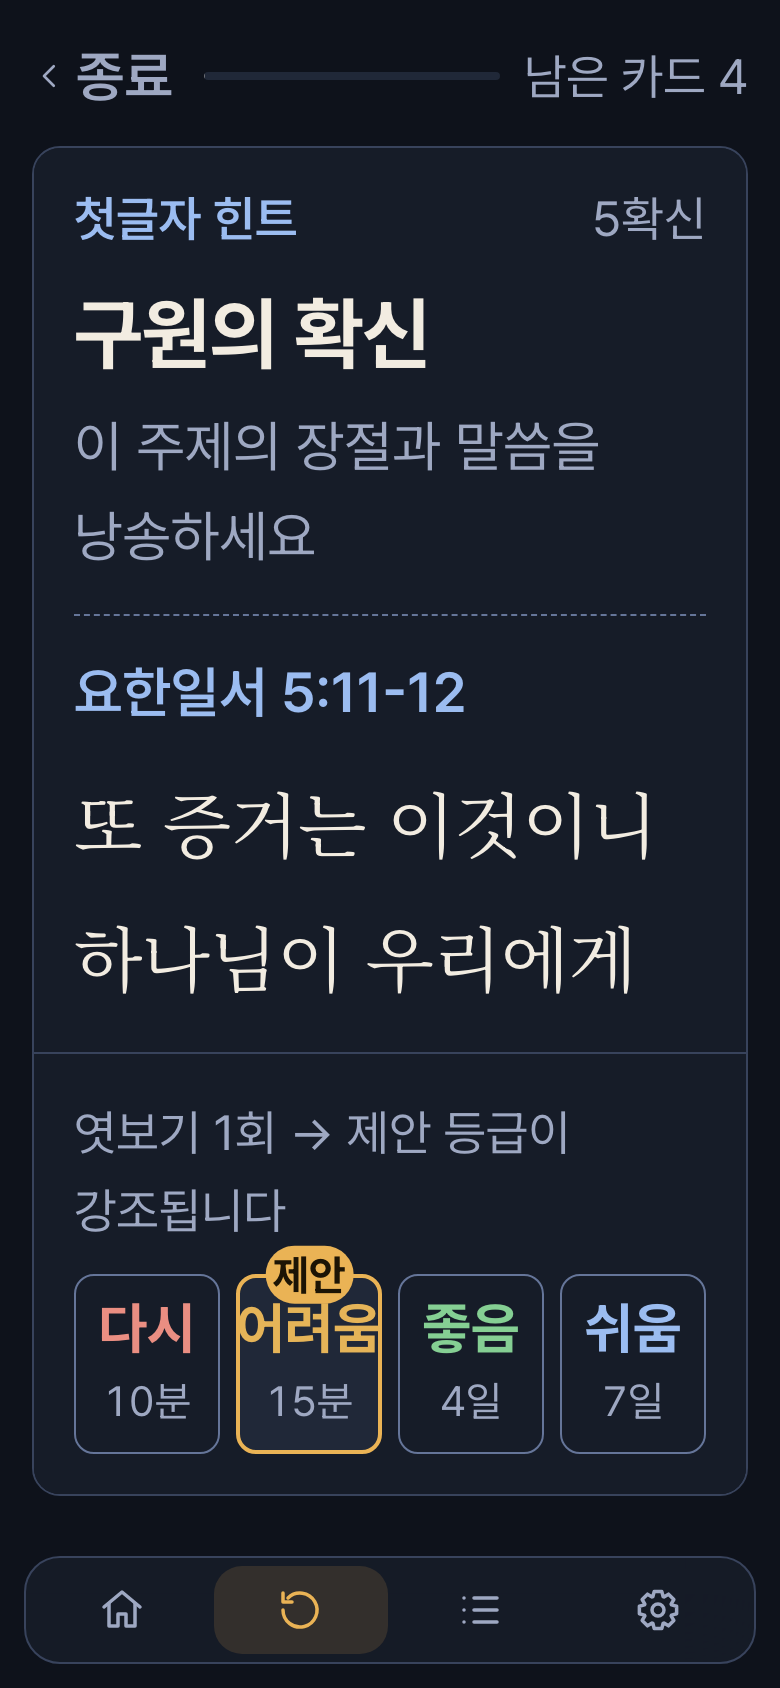 종료
남은 카드 4
첫글자 힌트
5확신
구원의 확신
이 주제의 장절과 말씀을
낭송하세요
요한일서 5:11-12
또 증거는 이것이니
하나님이 우리에게
엿보기 1회 → 제안 등급이
강조됩니다
제안
다시
어려움
좋음
쉬움
10분
15분
4일
7일